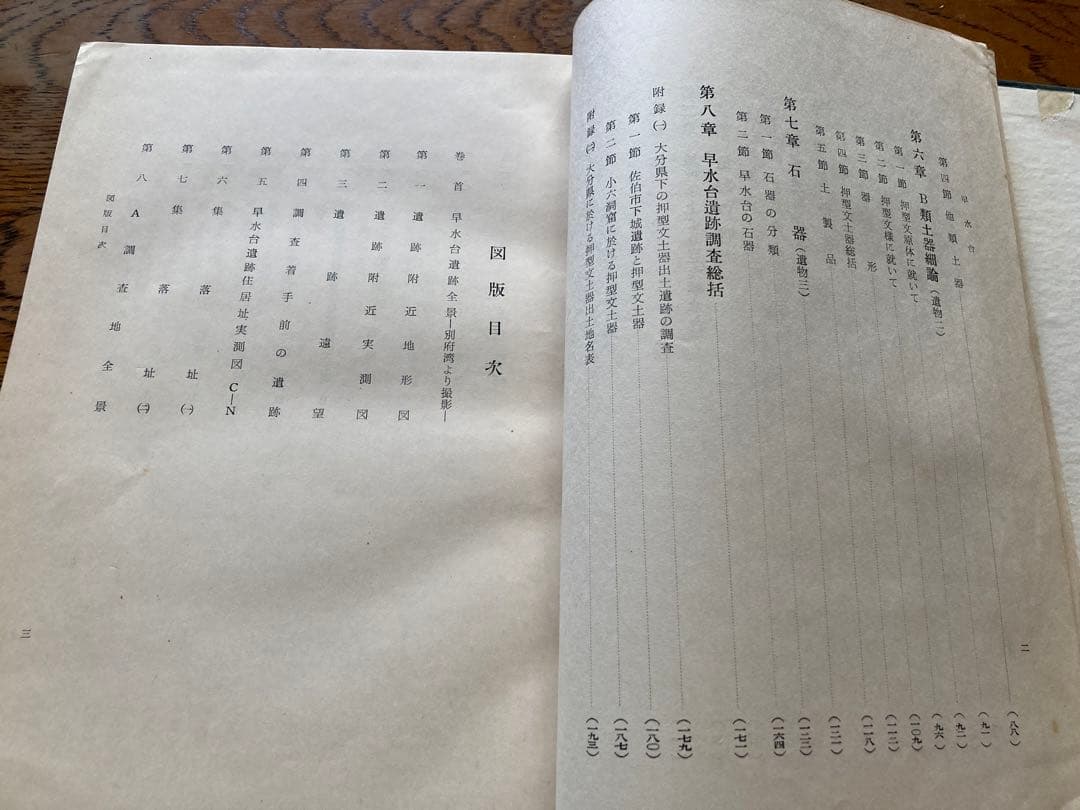 早水台
第四節 他類土器 (八八)
第六章 B類土器細論(遺物二) (九一)
第一節 押型文原体に就いて (九一)
第二節 押型文様に就いて (九六)
第三節 器形 (一〇九)
第四節 押型文土器総括 (一一二)
第五節 土製品 (一一八)
第七章 石器(遺物三) (一二一)
第一節 石器の分類 (一二三)
第二節 早水台の石器 (一六四)
第八章 早水台遺跡調査総括 (一七一)
附録㈠ 大分県下の押型文土器出土遺跡の調査 (一七九)
第一節 佐伯市下城遺跡と押型文土器 (一八〇)
第二節 小六洞窟に於ける押型文土器 (一八七)
附録㈡ 大分県に於ける押型文土器出土地名表 (一九三)
二
図版目次
巻首 早水台遺跡全景―別府湾より撮影―
第一 遺跡附近地形図
第二 遺跡附近実測図
第三 遺跡遠望
第四 調査着手前の遺跡
第五 早水台遺跡住居址実測図 C―N
第六 集落址㈠
第七 集落址㈡
第八 A調査地全景
図版目次
三